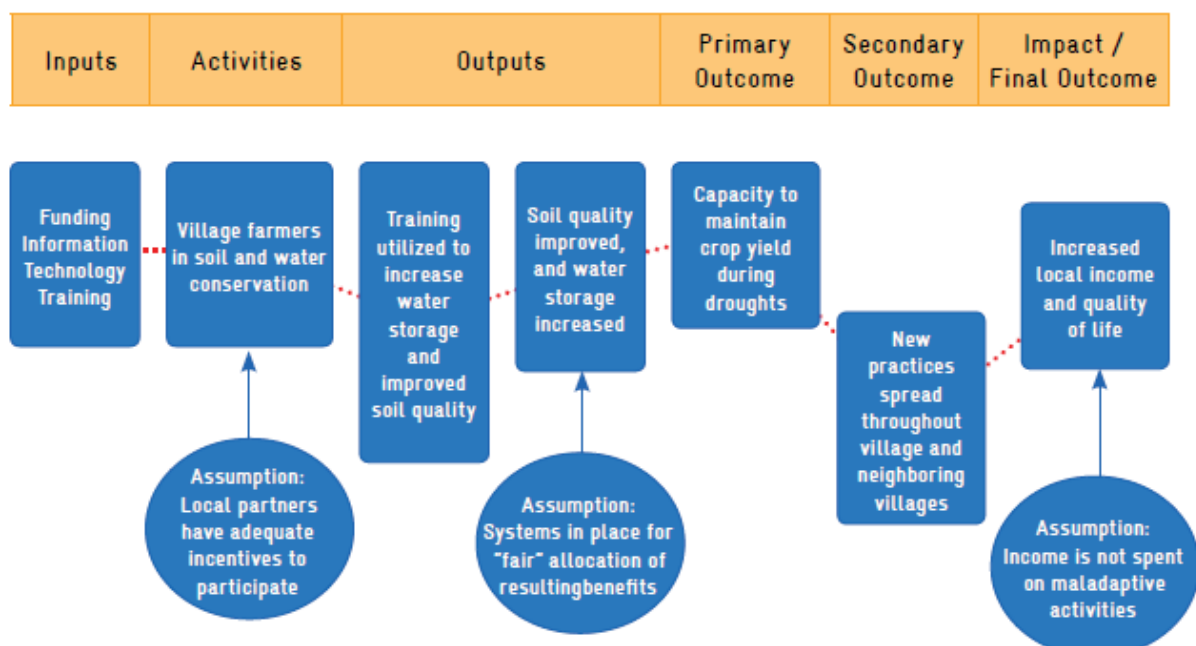 Inputs
Activities
Outputs
Primary
Outcome
Secondary
Outcome
Impact /
Final Outcome
Funding
Information
Technology
Training
Village farmers
in soil and water
conservation
Training
utilized to
increase
water
storage
and
improved
soil quality
Soil quality
improved,
and water
storage
increased
Capacity to
maintain
crop yield
during
droughts
New
practices
spread
throughout
village and
neighboring
villages
Increased
local income
and quality
of life
Assumption:
Local partners
have adequate
incentives to
participate
Assumption:
Systems in place for
"fair" allocation of
resultingbenefits
Assumption:
Income is not spent
on maladaptive
activities